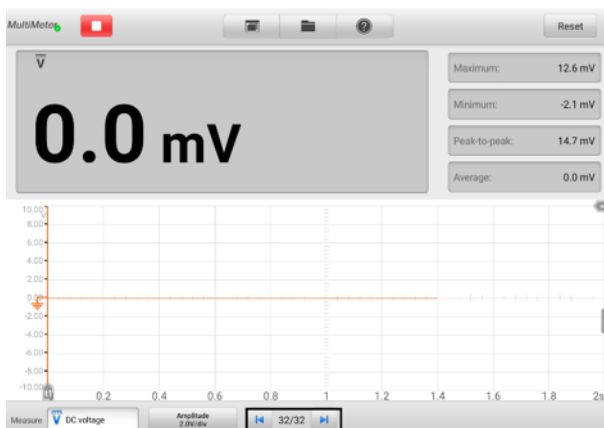 MultiMeter
Reset
V
0.0 mV
Maximum: 12.6 mV
Minimum: -2.1 mV
Peak-to-peak: 14.7 mV
Average: 0.0 mV
10.00
V
8.00
6.00
4.00
2.00
0.00
-2.00
-4.00
-6.00
-8.00
-10.00
0.2 0.4 0.6 0.8 1 1.2 1.4 1.6 1.8 2s
Measure V DC voltage Amplitude 32/32
2.0V/div